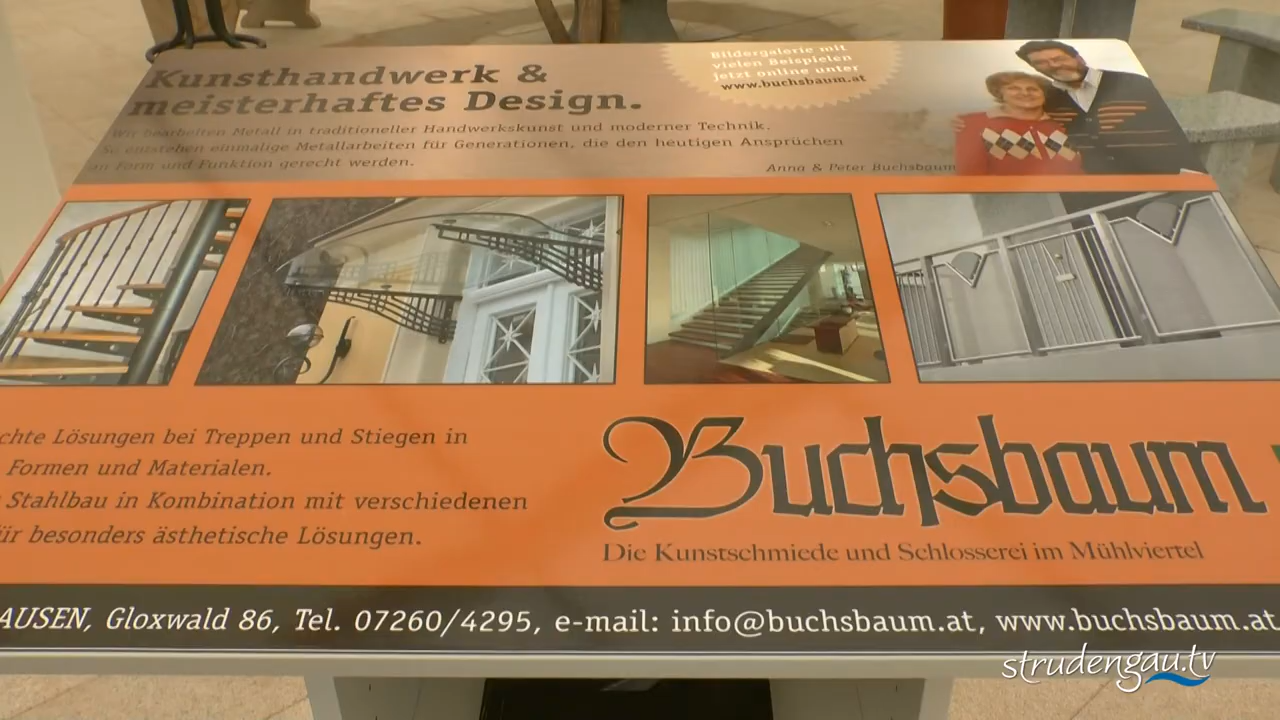 Kunsthandwerk &
meisterhaftes Design.
Bildergalerie mit
vielen Beispielen
jetzt online unter
www.buchsbaum.at
Wir bearbeiten Metall in traditioneller Handwerkskunst und moderner Technik.
So entstehen einmalige Metallarbeiten für Generationen, die den heutigen Ansprüchen
an Form und Funktion gerecht werden.
Anna & Peter Buchsbaum
chte Lösungen bei Treppen und Stiegen in
Formen und Materialen.
Stahlbau in Kombination mit verschiedenen
ür besonders ästhetische Lösungen.
Buchsbaum
Die Kunstschmiede und Schlosserei im Mühlviertel
AUSEN, Gloxwald 86, Tel. 07260/4295, e-mail: info@buchsbaum.at, www.buchsbaum.at
strudengau.tv